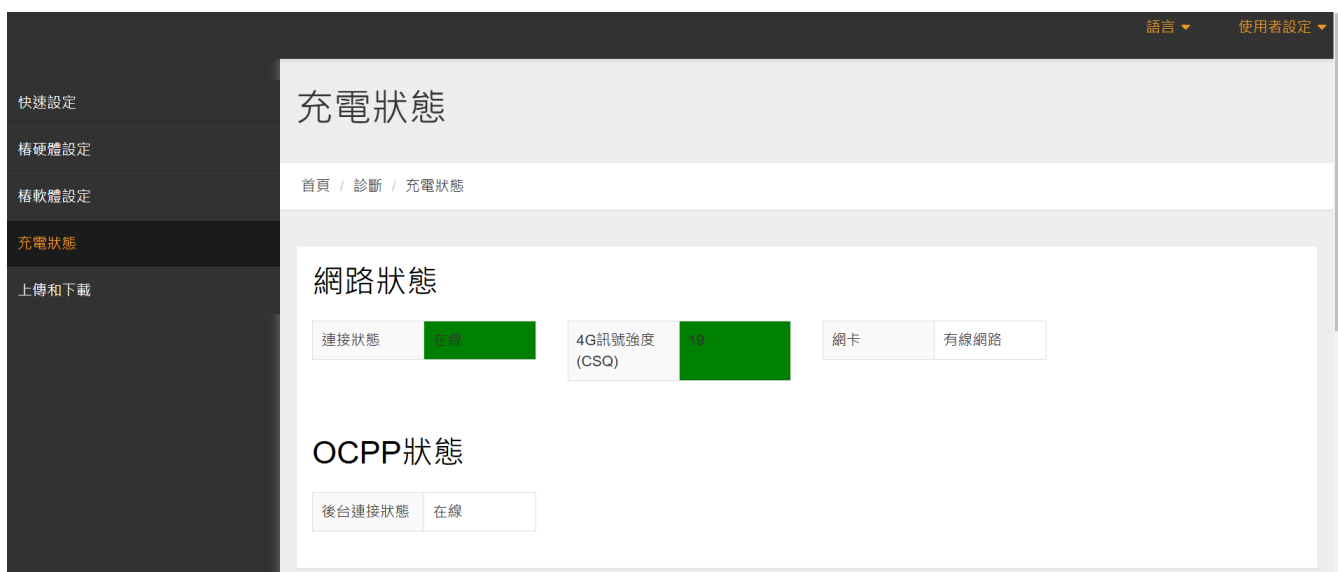 語言
使用者設定
快速設定
樁硬體設定
樁軟體設定
充電狀態
上傳和下載
充電狀態
首頁 / 診斷 / 充電狀態
網路狀態
連接狀態 在線
4G訊號強度 19
(CSQ)
網卡 有線網路
OCPP狀態
後台連接狀態 在線